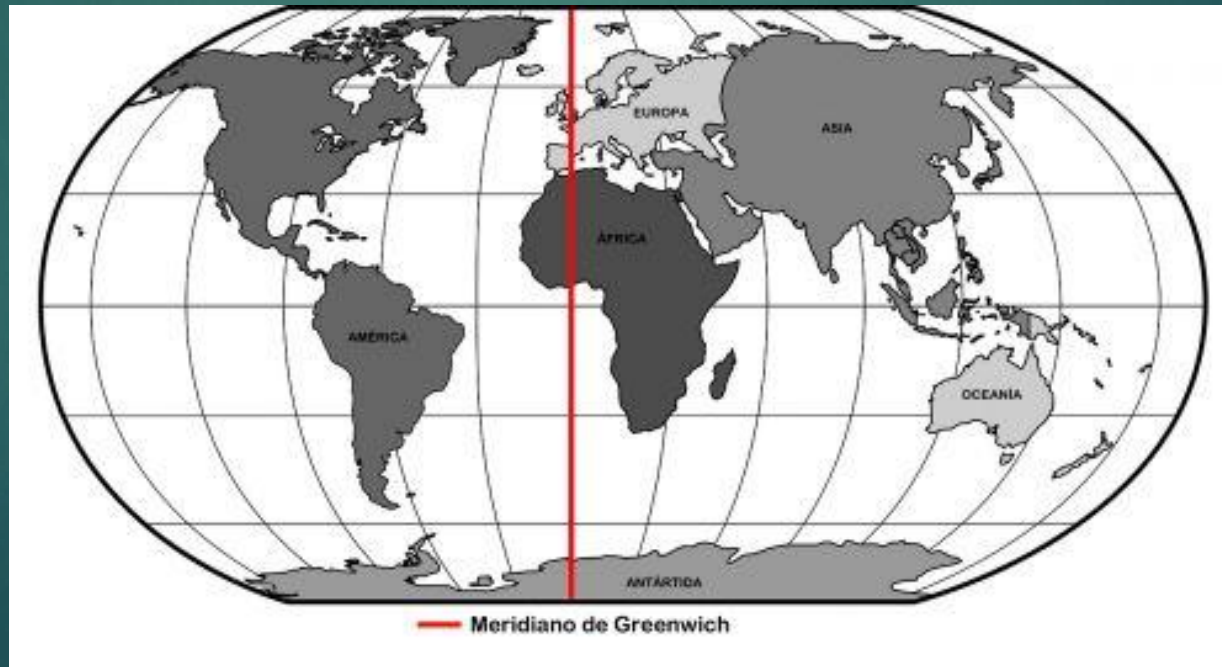 EUROPA
ASIA
ÁFRICA
AMÉRICA
OCEANÍA
ANTÁRTIDA
Meridiano de Greenwich